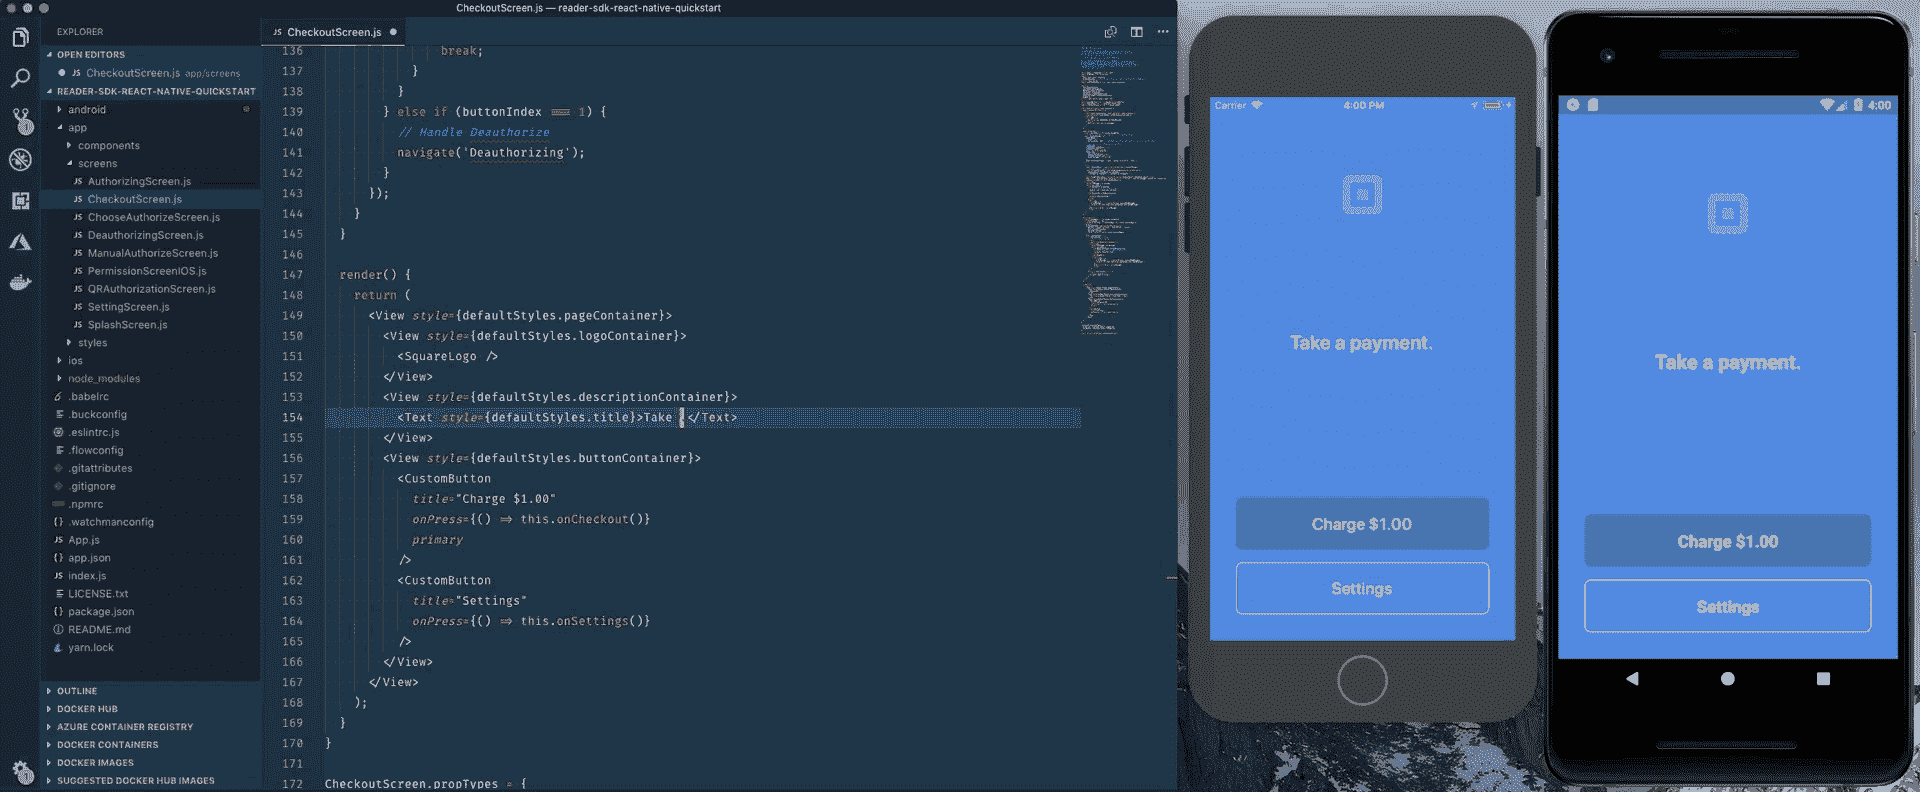 CheckoutScreen.js — reader-sdk-react-native-quickstart
EXPLORER
OPEN EDITORS
JS CheckoutScreen.js app/screens
READER-SDK-REACT-NATIVE-QUICKSTART
android
app
components
screens
JS AuthorizingScreen.js
JS CheckoutScreen.js
JS ChooseAuthorizeScreen.js
JS DeauthorizingScreen.js
JS ManualAuthorizeScreen.js
JS PermissionScreenIOS.js
JS QRAuthorizationScreen.js
JS SettingScreen.js
JS SplashScreen.js
styles
ios
node_modules
.babelrc
.buckconfig
.eslintrc.js
.flowconfig
.gitattributes
.gitignore
.npmrc
{} .watchmanconfig
JS App.js
{} app.json
JS index.js
LICENSE.txt
package.json
README.md
yarn.lock
OUTLINE
DOCKER HUB
AZURE CONTAINER REGISTRY
DOCKER CONTAINERS
DOCKER IMAGES
SUGGESTED DOCKER HUB IMAGES
JS CheckoutScreen.js
136 break;
137 }
138 }
139 } else if (buttonIndex === 1) {
140 // Handle Deauthorize
141 navigate('Deauthorizing');
142 }
143 });
144 }
145 }
146
147 render() {
148 return (
149 <View style={defaultStyles.pageContainer}>
150 <View style={defaultStyles.logoContainer}>
151 <SquareLogo />
152 </View>
153 <View style={defaultStyles.descriptionContainer}>
154 <Text style={defaultStyles.title}>Take </Text>
155 </View>
156 <View style={defaultStyles.buttonContainer}>
157 <CustomButton
158 title="Charge $1.00"
159 onPress={() => this.onCheckout()}
160 primary
161 />
162 <CustomButton
163 title="Settings"
164 onPress={() => this.onSettings()}
165 />
166 </View>
167 </View>
168 );
169 }
170 }
171
172 CheckoutScreen.propTypes = {
Carrier 4:00 PM
Take a payment.
Charge $1.00
Settings
4:00
Take a payment.
Charge $1.00
Settings